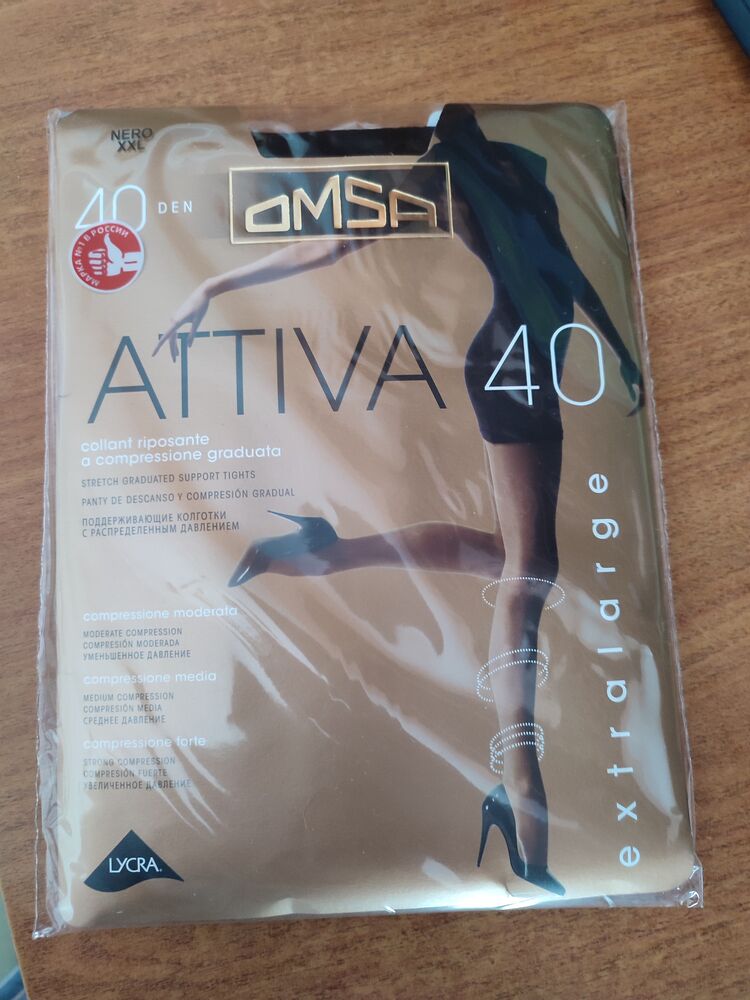 NERO
XXL
40 DEN
OMSA
МАРКА №1 В РОССИИ
ATTIVA 40
collant riposante
a compressione graduata
STRETCH GRADUATED SUPPORT TIGHTS
PANTY DE DESCANSO Y COMPRESIÓN GRADUAL
ПОДДЕРЖИВАЮЩИЕ КОЛГОТКИ
С РАСПРЕДЕЛЕННЫМ ДАВЛЕНИЕМ
compressione moderata
MODERATE COMPRESSION
COMPRESIÓN MODERADA
УМЕНЬШЕННОЕ ДАВЛЕНИЕ
compressione media
MEDIUM COMPRESSION
COMPRESIÓN MEDIA
СРЕДНЕЕ ДАВЛЕНИЕ
compressione forte
STRONG COMPRESSION
COMPRESIÓN FUERTE
УВЕЛИЧЕННОЕ ДАВЛЕНИЕ
LYCRA®
extralarge